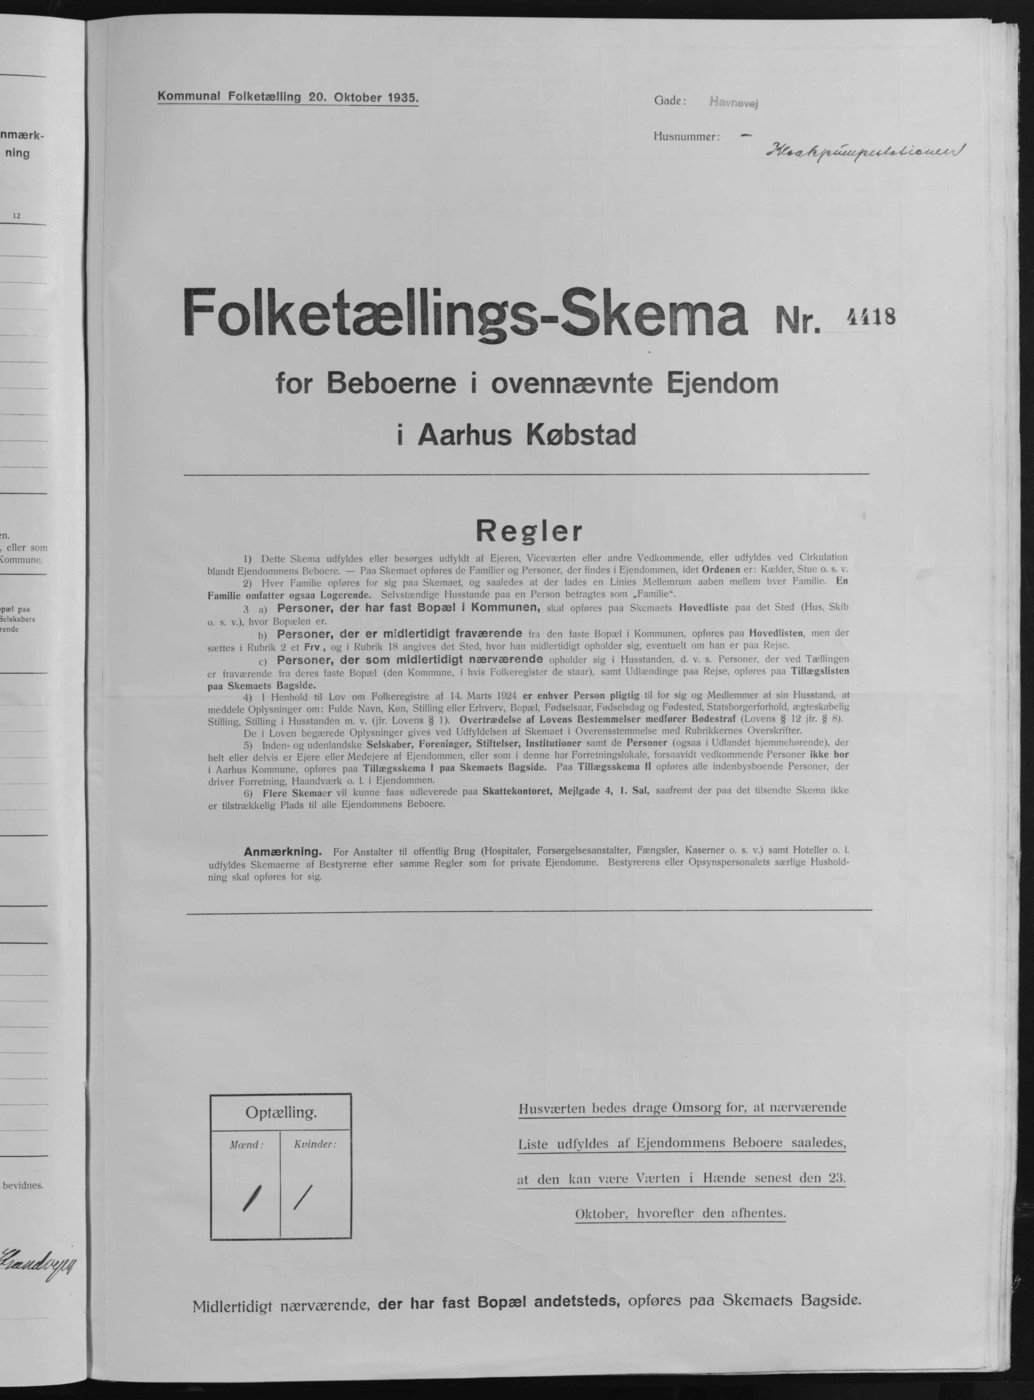 nmærk-
ning
12
en.
, eller som
Kommune.
opæl paa
Selskabers
rende
bevidnes.
Kommunal Folketælling 20. Oktober 1935.
Gade: Havnevej
Husnummer: —
Kloakpumpestationen
Folketællings-Skema Nr. 4418
for Beboerne i ovennævnte Ejendom
i Aarhus Købstad
Regler
1) Dette Skema udfyldes eller besørges udfyldt af Ejeren, Viceværten eller andre Vedkommende, eller udfyldes ved Cirkulation
blandt Ejendommens Beboere. — Paa Skemaet opføres de Familier og Personer, der findes i Ejendommen, idet Ordenen er: Kælder, Stue o. s. v.
2) Hver Familie opføres for sig paa Skemaet, og saaledes at der lades en Linies Mellemrum aaben mellem hver Familie. En
Familie omfatter ogsaa Logerende. Selvstændige Husstande paa en Person betragtes som „Familie“.
3 a) Personer, der har fast Bopæl i Kommunen, skal opføres paa Skemaets Hovedliste paa det Sted (Hus, Skib
o. s. v.), hvor Bopælen er.
b) Personer, der er midlertidigt fraværende fra den faste Bopæl i Kommunen, opføres paa Hovedlisten, men der
sættes i Rubrik 2 et Frv, og i Rubrik 18 angives det Sted, hvor han midlertidigt opholder sig, eventuelt om han er paa Rejse.
c) Personer, der som midlertidigt nærværende opholder sig i Husstanden, d. v. s. Personer, der ved Tællingen
er fraværende fra deres faste Bopæl (den Kommune, i hvis Folkeregister de staar), samt Udlændinge paa Rejse, opføres paa Tillægslisten
paa Skemaets Bagside.
4) I Henhold til Lov om Folkeregistre af 14. Marts 1924 er enhver Person pligtig til for sig og Medlemmer af sin Husstand, at
meddele Oplysninger om: Fulde Navn, Køn, Stilling eller Erhverv, Bopæl, Fødselsaar, Fødselsdag og Fødested, Statsborgerforhold, ægteskabelig
Stilling, Stilling i Husstanden m. v. (jfr. Lovens § 1). Overtrædelse af Lovens Bestemmelser medfører Bødestraf (Lovens § 12 jfr. § 8).
De i Loven begærede Oplysninger gives ved Udfyldelsen af Skemaet i Overensstemmelse med Rubrikkernes Overskrifter.
5) Inden- og udenlandske Selskaber, Foreninger, Stiftelser, Institutioner samt de Personer (ogsaa i Udlandet hjemmehørende), der
helt eller delvis er Ejere eller Medejere af Ejendommen, eller som i denne har Forretningslokale, forsaavidt vedkommende Personer ikke bor
i Aarhus Kommune, opføres paa Tillægsskema I paa Skemaets Bagside. Paa Tillægsskema II opføres alle indenbysboende Personer, der
driver Forretning, Haandværk o. l. i Ejendommen.
6) Flere Skemaer vil kunne faas udleverede paa Skattekontoret, Mejlgade 4, 1. Sal, saafremt der paa det tilsendte Skema ikke
er tilstrækkelig Plads til alle Ejendommens Beboere.
Anmærkning. For Anstalter til offentlig Brug (Hospitaler, Forsørgelsesanstalter, Fængsler, Kaserner o. s. v.) samt Hoteller o. l.
udfyldes Skemaerne af Bestyrerne efter samme Regler som for private Ejendomme. Bestyrerens eller Opsynspersonalets særlige Hushold-
ning skal opføres for sig.
Optælling.
Mænd: Kvinder:
/ /
Husværten bedes drage Omsorg for, at nærværende
Liste udfyldes af Ejendommens Beboere saaledes,
at den kan være Værten i Hænde senest den 23.
Oktober, hvorefter den afhentes.
Midlertidigt nærværende, der har fast Bopæl andetsteds, opføres paa Skemaets Bagside.